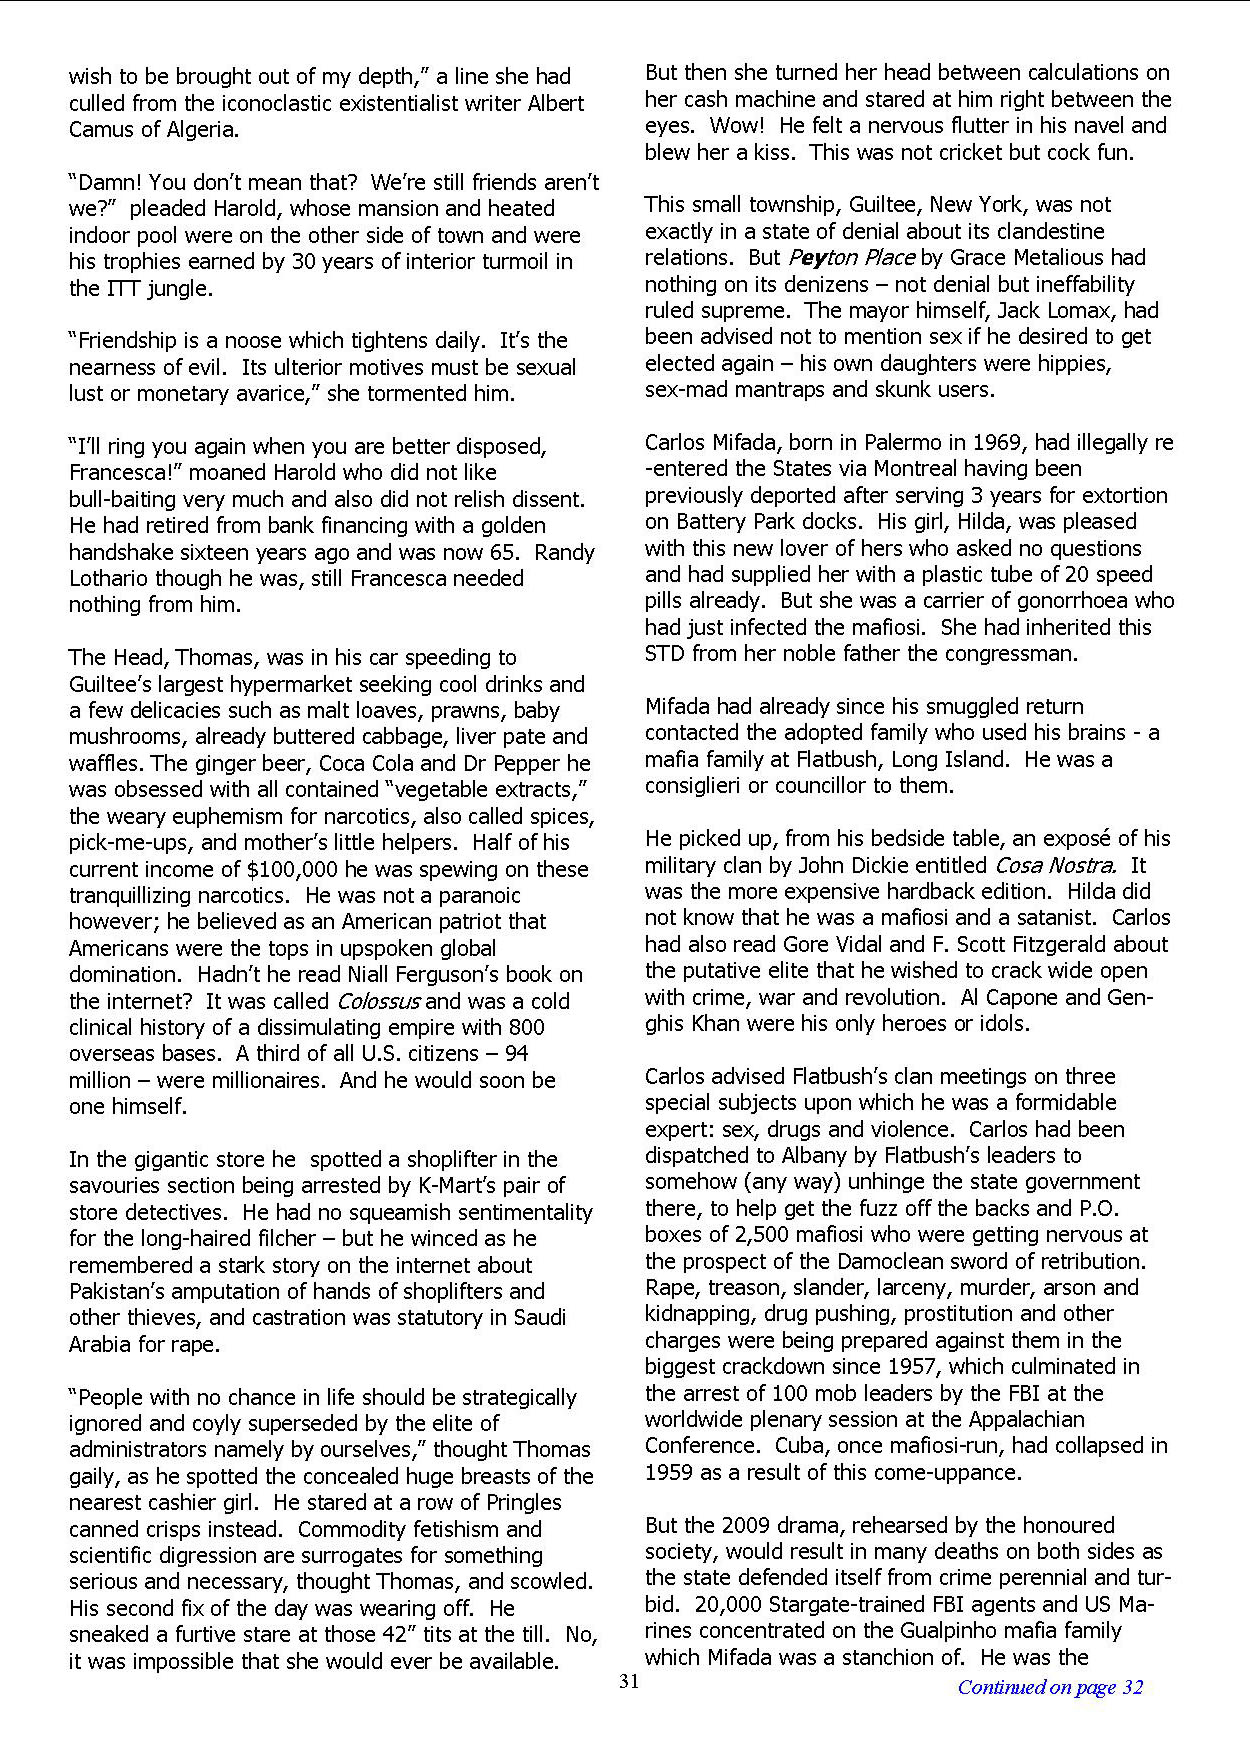 wish to be brought out of my depth,” a line she had
culled from the iconoclastic existentialist writer Albert
Camus of Algeria.
“Damn! You don’t mean that?  We’re still friends aren’t
we?”  pleaded Harold, whose mansion and heated
indoor pool were on the other side of town and were
his trophies earned by 30 years of interior turmoil in
the ITT jungle.
“Friendship is a noose which tightens daily.  It’s the
nearness of evil.  Its ulterior motives must be sexual
lust or monetary avarice,” she tormented him.
“I’ll ring you again when you are better disposed,
Francesca!” moaned Harold who did not like
bull-baiting very much and also did not relish dissent.
He had retired from bank financing with a golden
handshake sixteen years ago and was now 65.  Randy
Lothario though he was, still Francesca needed
nothing from him.
The Head, Thomas, was in his car speeding to
Guiltee’s largest hypermarket seeking cool drinks and
a few delicacies such as malt loaves, prawns, baby
mushrooms, already buttered cabbage, liver pate and
waffles. The ginger beer, Coca Cola and Dr Pepper he
was obsessed with all contained “vegetable extracts,”
the weary euphemism for narcotics, also called spices,
pick-me-ups, and mother’s little helpers.  Half of his
current income of $100,000 he was spewing on these
tranquillizing narcotics.  He was not a paranoic
however; he believed as an American patriot that
Americans were the tops in upspoken global
domination.  Hadn’t he read Niall Ferguson’s book on
the internet?  It was called Colossus and was a cold
clinical history of a dissimulating empire with 800
overseas bases.  A third of all U.S. citizens – 94
million – were millionaires.  And he would soon be
one himself.
In the gigantic store he  spotted a shoplifter in the
savouries section being arrested by K-Mart’s pair of
store detectives.  He had no squeamish sentimentality
for the long-haired filcher – but he winced as he
remembered a stark story on the internet about
Pakistan’s amputation of hands of shoplifters and
other thieves, and castration was statutory in Saudi
Arabia for rape.
“People with no chance in life should be strategically
ignored and coyly superseded by the elite of
administrators namely by ourselves,” thought Thomas
gaily, as he spotted the concealed huge breasts of the
nearest cashier girl.  He stared at a row of Pringles
canned crisps instead.  Commodity fetishism and
scientific digression are surrogates for something
serious and necessary, thought Thomas, and scowled.
His second fix of the day was wearing off.  He
sneaked a furtive stare at those 42” tits at the till.  No,
it was impossible that she would ever be available.
But then she turned her head between calculations on
her cash machine and stared at him right between the
eyes.  Wow!  He felt a nervous flutter in his navel and
blew her a kiss.  This was not cricket but cock fun.
This small township, Guiltee, New York, was not
exactly in a state of denial about its clandestine
relations.  But Peyton Place by Grace Metalious had
nothing on its denizens – not denial but ineffability
ruled supreme.  The mayor himself, Jack Lomax, had
been advised not to mention sex if he desired to get
elected again – his own daughters were hippies,
sex-mad mantraps and skunk users.
Carlos Mifada, born in Palermo in 1969, had illegally re
-entered the States via Montreal having been
previously deported after serving 3 years for extortion
on Battery Park docks.  His girl, Hilda, was pleased
with this new lover of hers who asked no questions
and had supplied her with a plastic tube of 20 speed
pills already.  But she was a carrier of gonorrhoea who
had just infected the mafiosi.  She had inherited this
STD from her noble father the congressman.
Mifada had already since his smuggled return
contacted the adopted family who used his brains - a
mafia family at Flatbush, Long Island.  He was a
consiglieri or councillor to them.
He picked up, from his bedside table, an exposé of his
military clan by John Dickie entitled Cosa Nostra.  It
was the more expensive hardback edition.  Hilda did
not know that he was a mafiosi and a satanist.  Carlos
had also read Gore Vidal and F. Scott Fitzgerald about
the putative elite that he wished to crack wide open
with crime, war and revolution.  Al Capone and Gen-
ghis Khan were his only heroes or idols.
Carlos advised Flatbush’s clan meetings on three
special subjects upon which he was a formidable
expert: sex, drugs and violence.  Carlos had been
dispatched to Albany by Flatbush’s leaders to
somehow (any way) unhinge the state government
there, to help get the fuzz off the backs and P.O.
boxes of 2,500 mafiosi who were getting nervous at
the prospect of the Damoclean sword of retribution.
Rape, treason, slander, larceny, murder, arson and
kidnapping, drug pushing, prostitution and other
charges were being prepared against them in the
biggest crackdown since 1957, which culminated in
the arrest of 100 mob leaders by the FBI at the
worldwide plenary session at the Appalachian
Conference.  Cuba, once mafiosi-run, had collapsed in
1959 as a result of this come-uppance.
But the 2009 drama, rehearsed by the honoured
society, would result in many deaths on both sides as
the state defended itself from crime perennial and tur-
bid.  20,000 Stargate-trained FBI agents and US Ma-
rines concentrated on the Gualpinho mafia family
which Mifada was a stanchion of.  He was the
31
Continued on page 32